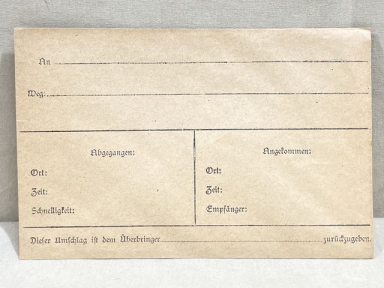 An
Weg:
Abgegangen:
Ort:
Zeit:
Schnelligkeit:
Angekommen:
Ort:
Zeit:
Empfänger:
Dieser Umschlag ist dem Überbringer zurückzugeben.